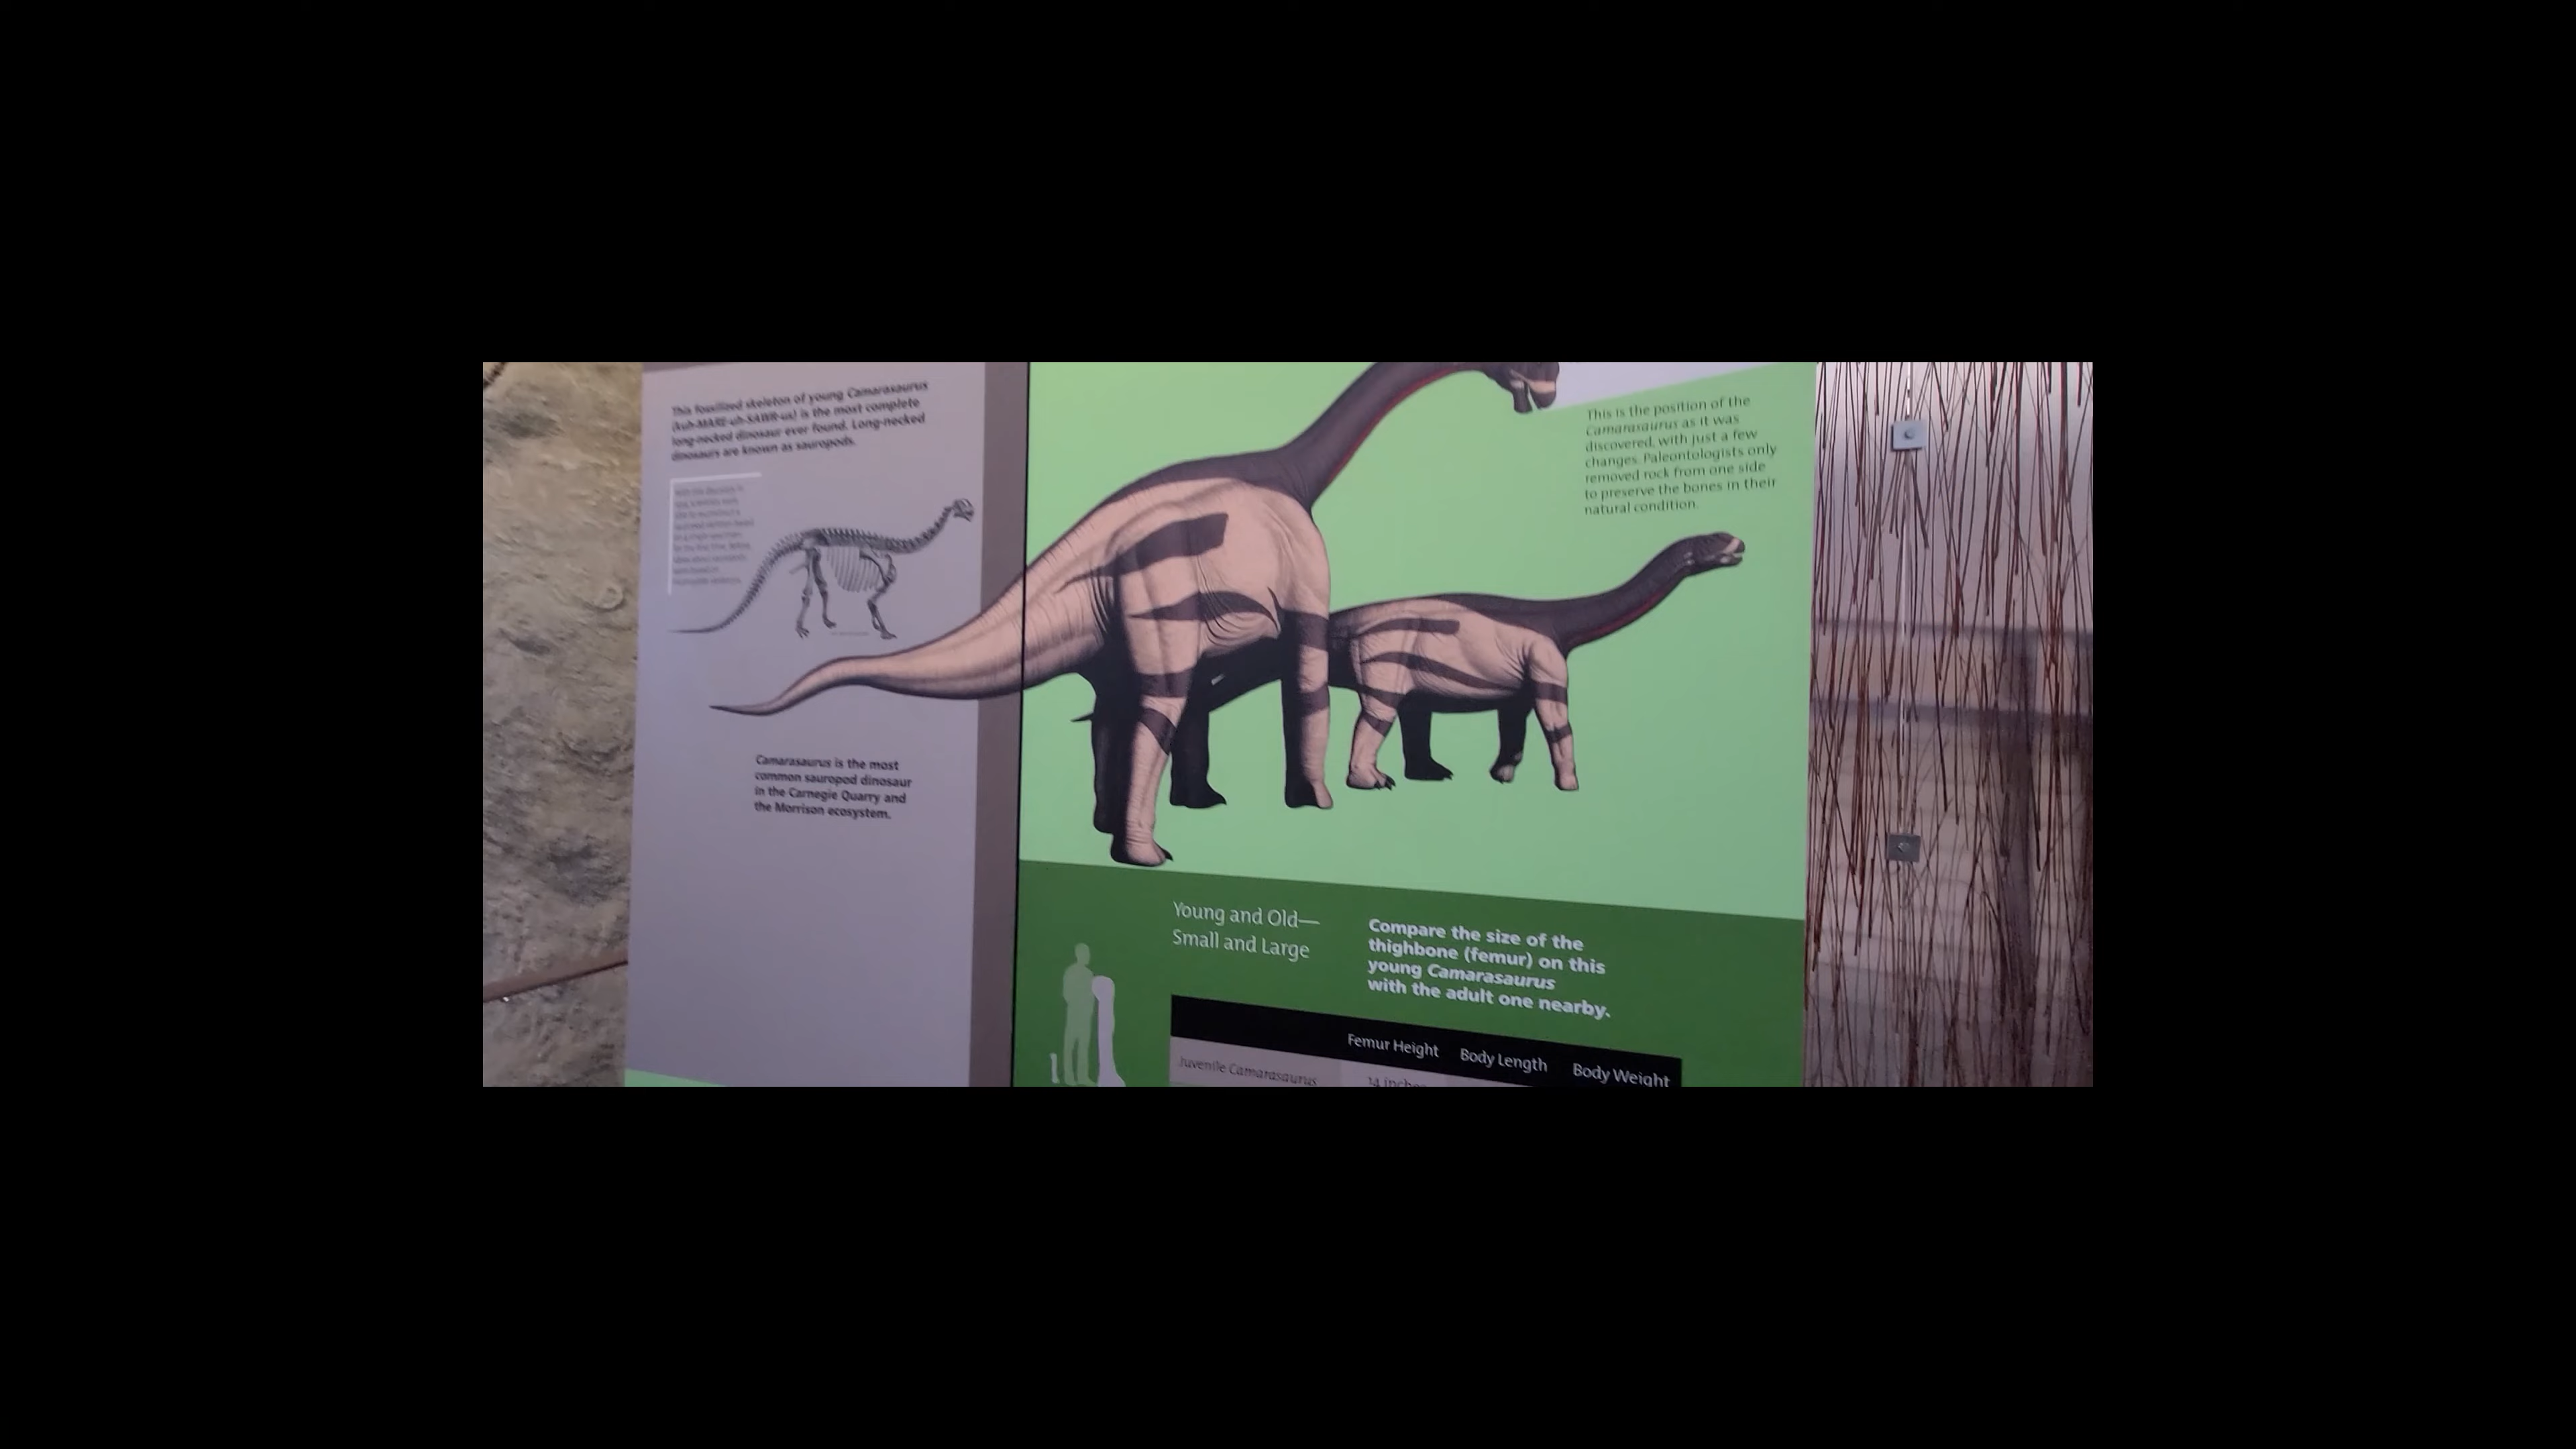 This fossilized skeleton of young Camarasaurus
(kuh-MARE-uh-SAWR-us) is the most complete
long-necked dinosaur ever found. Long-necked
dinosaurs are known as sauropods.
Camarasaurus is the most
common sauropod dinosaur
in the Carnegie Quarry and
the Morrison ecosystem.
This is the position of the
Camarasaurus as it was
discovered, with just a few
changes. Paleontologists only
removed rock from one side
to preserve the bones in their
natural condition.
Young and Old—
Small and Large
Compare the size of the
thighbone (femur) on this
young Camarasaurus
with the adult one nearby.
Femur Height Body Length Body Weight
Juvenile Camarasaurus 14 inches